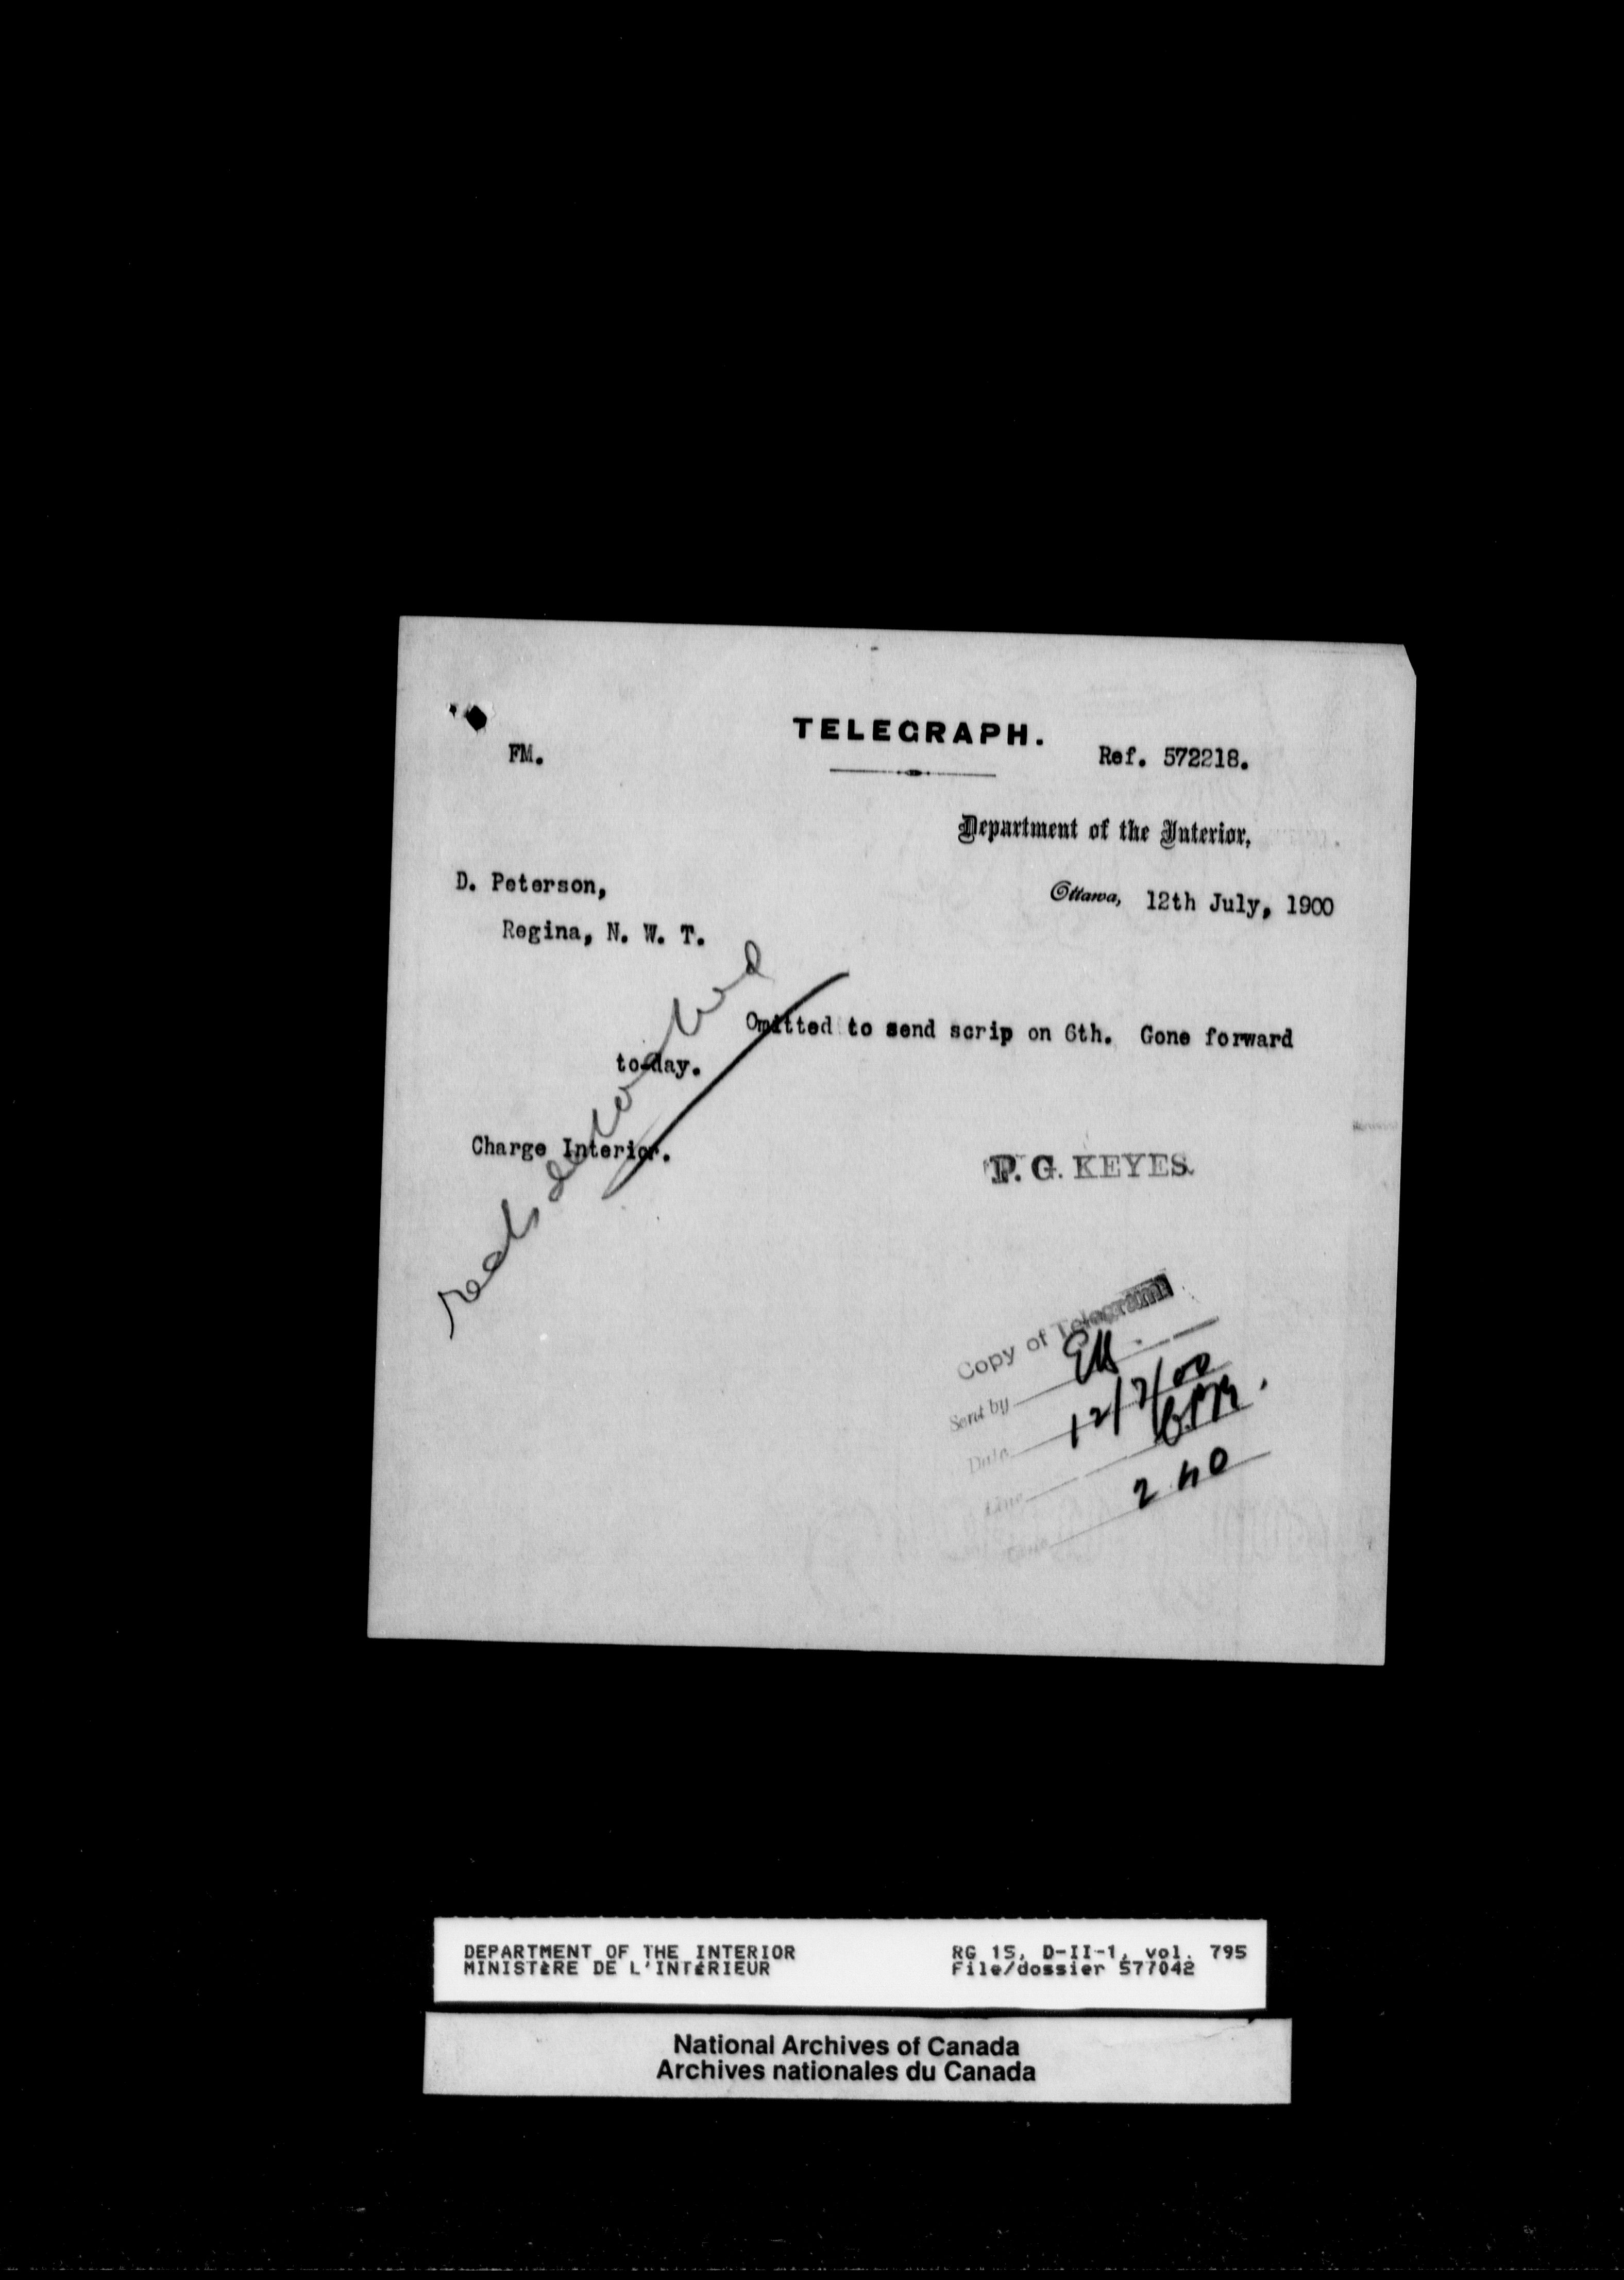 TELEGRAPH.
FM.
Ref. 572218.
Department of the Interior,
D. Peterson,
Ottawa, 12th July, 1900
Regina, N. W. T.
Omitted to send scrip on 6th. Gone forward
to-day.
Charge Interior.
P. G. KEYES.
Copy of Telegram
Sent by
Date 12/7/00
Line
Time 2 40
DEPARTMENT OF THE INTERIOR
MINISTÈRE DE L'INTÉRIEUR
RG 15, D-II-1, vol. 795
File/dossier 577042
National Archives of Canada
Archives nationales du Canada